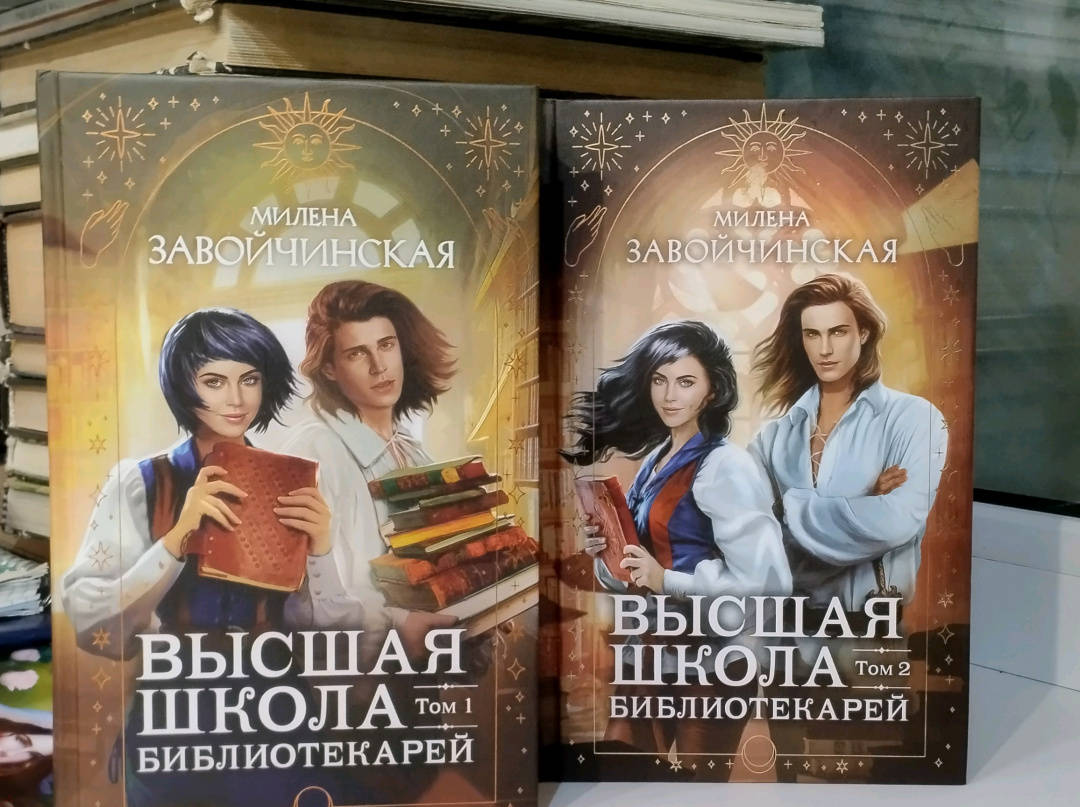 МИЛЕНА
ЗАВОЙЧИНСКАЯ
ВЫСШАЯ
ШКОЛА Том 1
БИБЛИОТЕКАРЕЙ
МИЛЕНА
ЗАВОЙЧИНСКАЯ
ВЫСШАЯ
ШКОЛА Том 2
БИБЛИОТЕКАРЕЙ